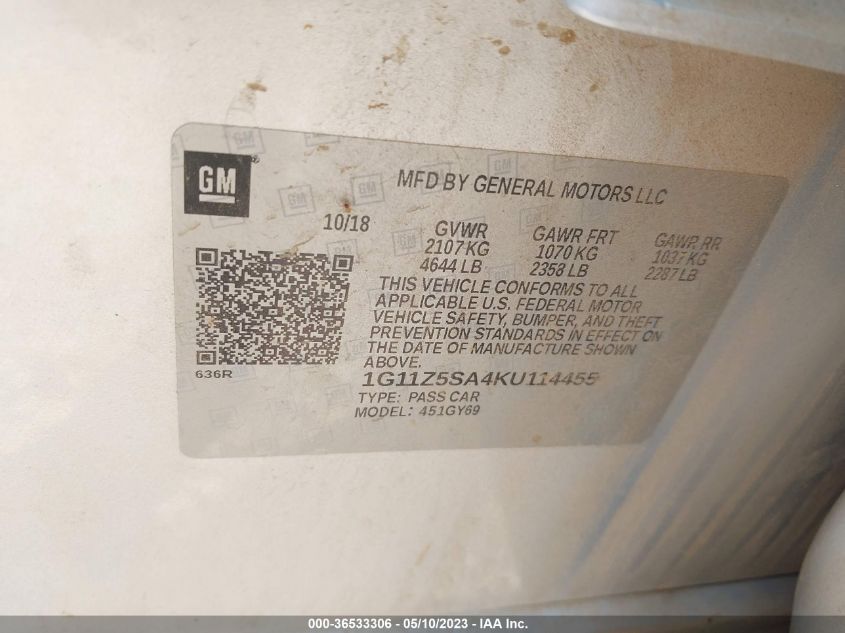 GM
MFD BY GENERAL MOTORS LLC
10/18
GVWR GAWR FRT GAWR RR
2107 KG 1070 KG 1037 KG
4644 LB 2358 LB 2287 LB
THIS VEHICLE CONFORMS TO ALL
APPLICABLE U.S. FEDERAL MOTOR
VEHICLE SAFETY, BUMPER, AND THEFT
PREVENTION STANDARDS IN EFFECT ON
THE DATE OF MANUFACTURE SHOWN
ABOVE.
636R
1G11Z5SA4KU114455
TYPE: PASS CAR
MODEL: 451GY69
000-36533306 - 05/10/2023 - IAA Inc.